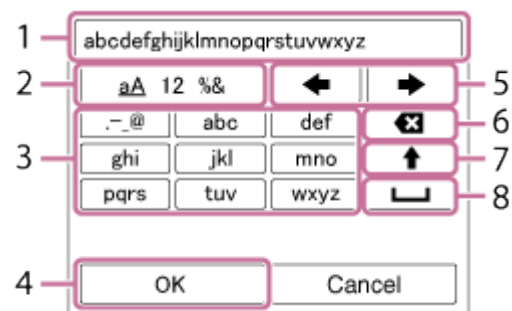 1 abcdefghijklmnopqrstuvwxyz
2 aA 12 %& 5
.-_@ abc def 6
3 ghi jkl mno 7
pqrs tuv wxyz 8
4 OK Cancel